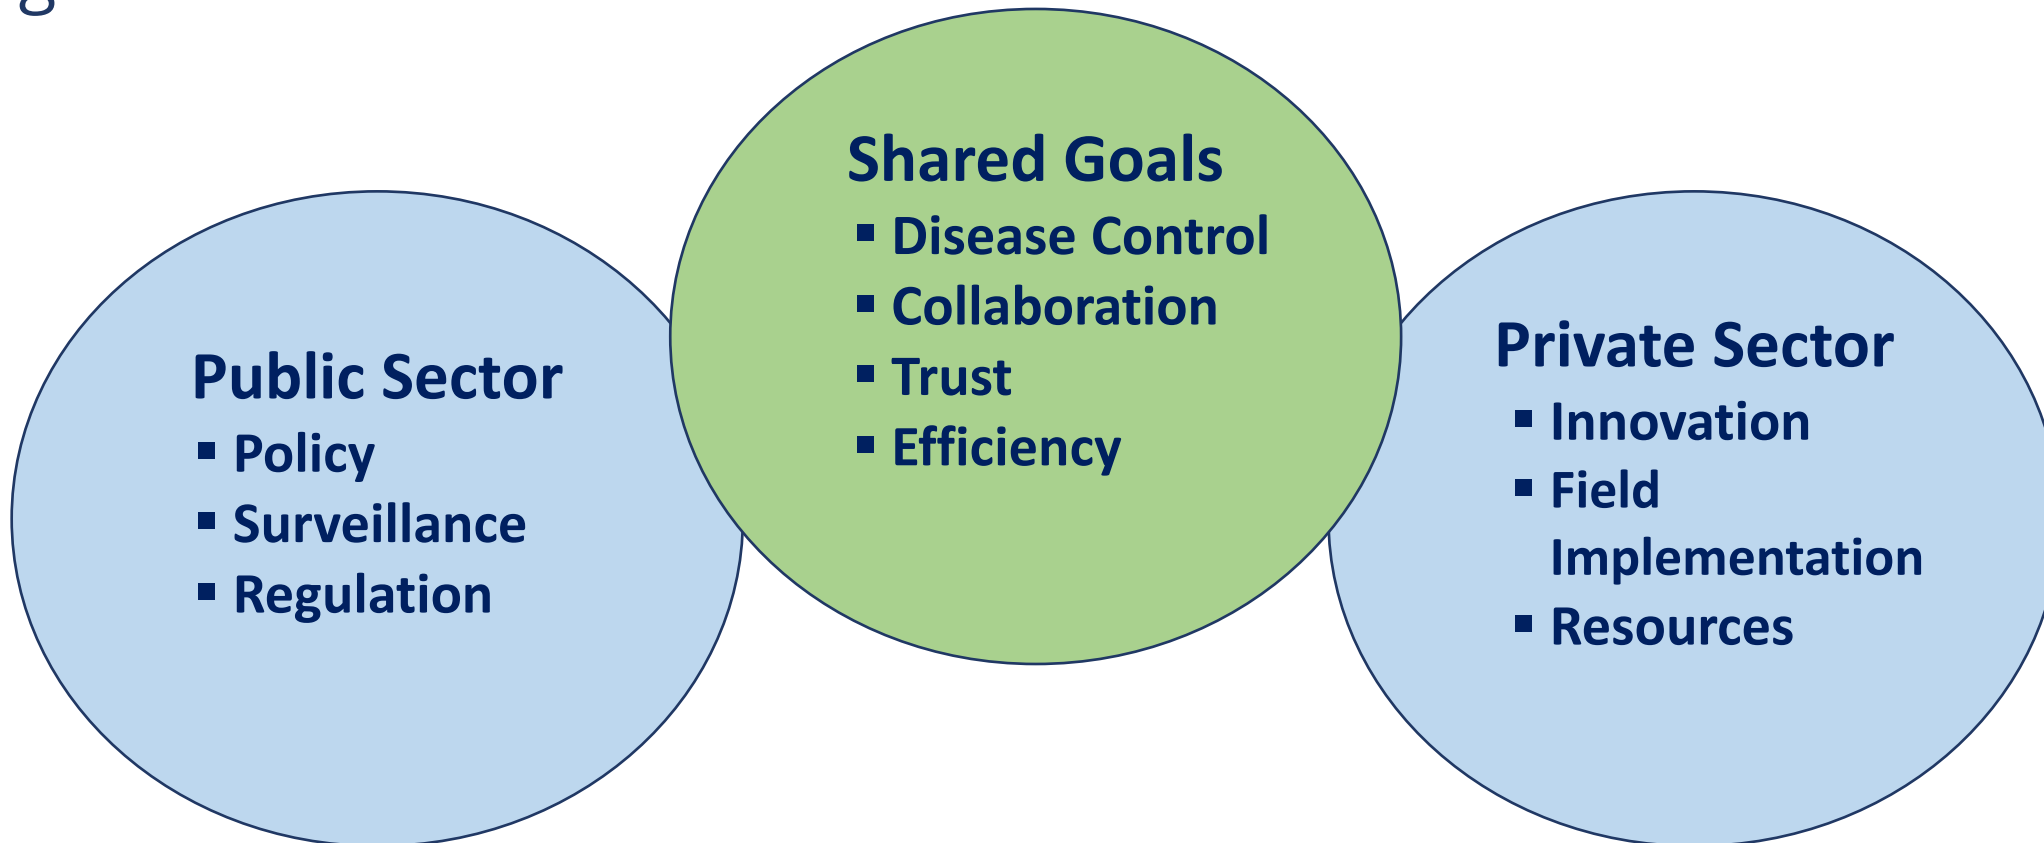 Public Sector
▪ Policy
▪ Surveillance
▪ Regulation
Shared Goals
▪ Disease Control
▪ Collaboration
▪ Trust
▪ Efficiency
Private Sector
▪ Innovation
▪ Field
Implementation
▪ Resources